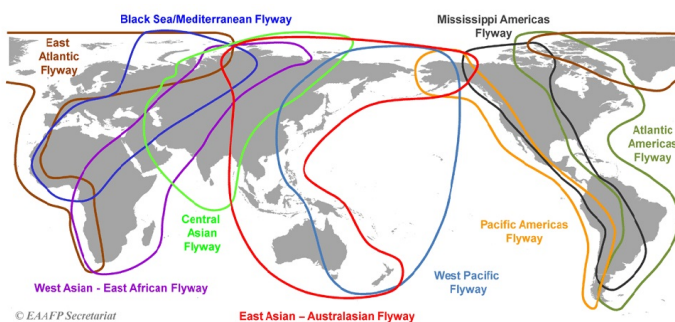 Black Sea/Mediterranean Flyway
Mississippi Americas
Flyway
East
Atlantic
Flyway
Atlantic
Americas
Flyway
Central
Asian
Flyway
Pacific Americas
Flyway
West Pacific
Flyway
West Asian - East African Flyway
East Asian – Australasian Flyway
© EAAFP Secretariat